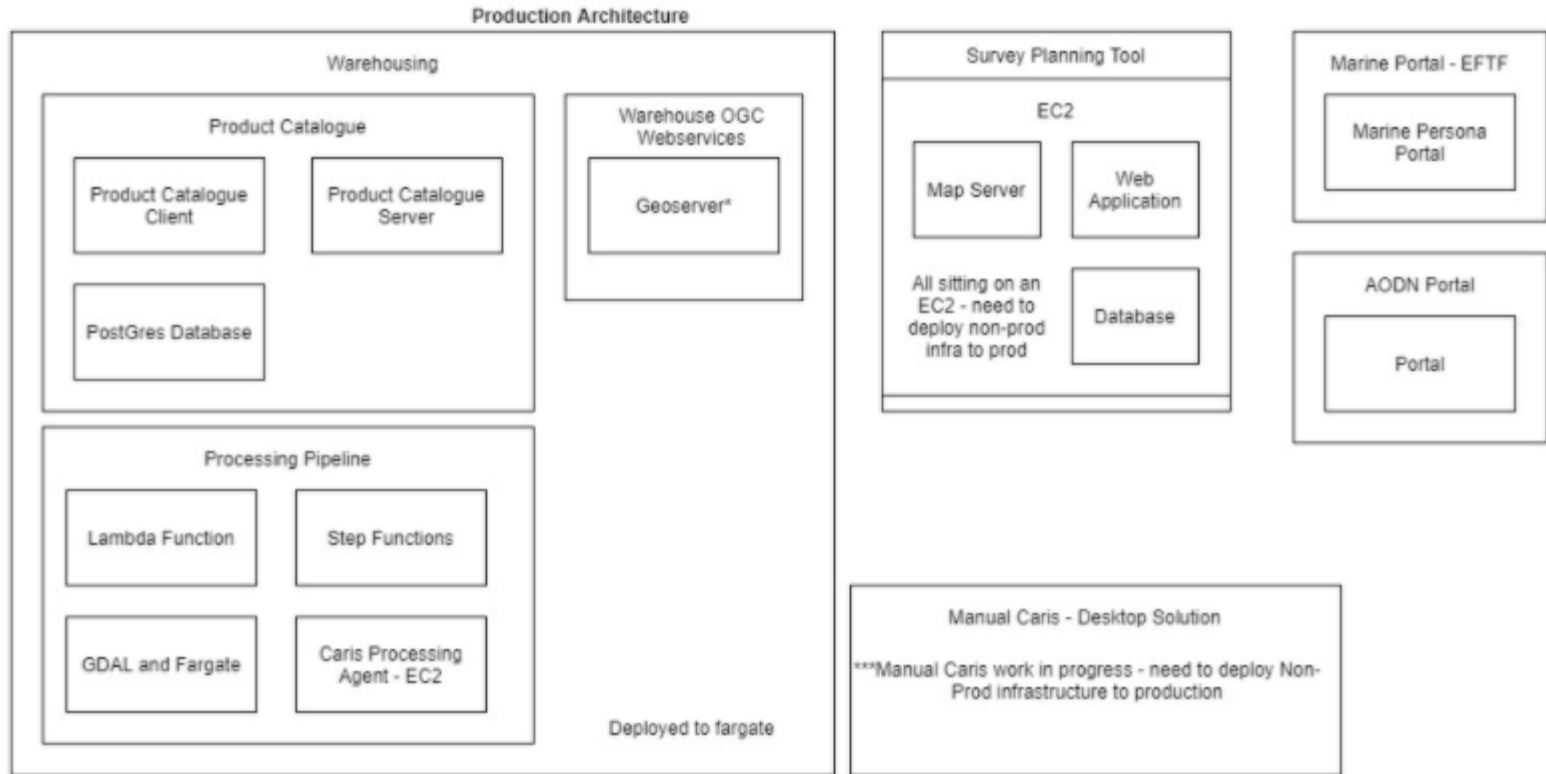 Production Architecture
Warehousing
Product Catalogue
Product Catalogue
Client
Product Catalogue
Server
PostGres Database
Warehouse OGC
Webservices
Geoserver*
Processing Pipeline
Lambda Function
Step Functions
GDAL and Fargate
Caris Processing
Agent - EC2
Deployed to fargate
Survey Planning Tool
EC2
Map Server
Web
Application
All sitting on an
EC2 - need to
deploy non-prod
infra to prod
Database
Marine Portal - EFTF
Marine Persona
Portal
AODN Portal
Portal
Manual Caris - Desktop Solution
***Manual Caris work in progress - need to deploy Non-
Prod infrastructure to production